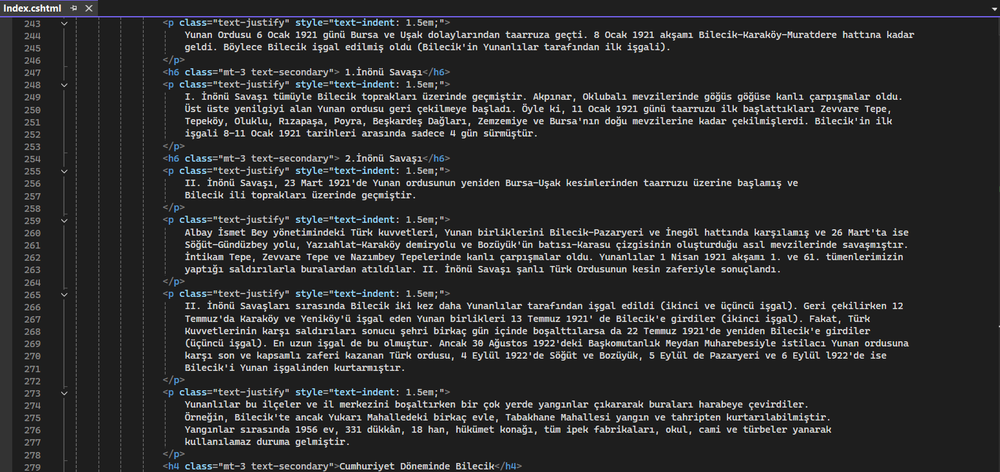 Index.cshtml
243 <p class="text-justify" style="text-indent: 1.5em;">
244 Yunan Ordusu 6 Ocak 1921 günü Bursa ve Uşak dolaylarından taarruza geçti. 8 Ocak 1921 akşamı Bilecik-Karaköy-Muratdere hattına kadar
245 geldi. Böylece Bilecik işgal edilmiş oldu (Bilecik'in Yunanlılar tarafından ilk işgali).
246 </p>
247 <h6 class="mt-3 text-secondary"> 1.İnönü Savaşı</h6>
248 <p class="text-justify" style="text-indent: 1.5em;">
249 I. İnönü Savaşı tümüyle Bilecik toprakları üzerinde geçmiştir. Akpınar, Oklubalı mevzilerinde göğüs göğüse kanlı çarpışmalar oldu.
250 Üst üste yenilgiyi alan Yunan ordusu geri çekilmeye başladı. Öyle ki, 11 Ocak 1921 günü taarruzu ilk başlattıkları Zevvare Tepe,
251 Tepeköy, Oluklu, Rızapaşa, Poyra, Beşkardeş Dağları, Zemzemiye ve Bursa'nın doğu mevzilerine kadar çekilmişlerdi. Bilecik'in ilk
252 işgali 8-11 Ocak 1921 tarihleri arasında sadece 4 gün sürmüştür.
253 </p>
254 <h6 class="mt-3 text-secondary"> 2.İnönü Savaşı</h6>
255 <p class="text-justify" style="text-indent: 1.5em;">
256 II. İnönü Savaşı, 23 Mart 1921'de Yunan ordusunun yeniden Bursa-Uşak kesimlerinden taarruzu üzerine başlamış ve
257 Bilecik ili toprakları üzerinde geçmiştir.
258 </p>
259 <p class="text-justify" style="text-indent: 1.5em;">
260 Albay İsmet Bey yönetimindeki Türk kuvvetleri, Yunan birliklerini Bilecik-Pazaryeri ve İnegöl hattında karşılamış ve 26 Mart'ta ise
261 Söğüt-Gündüzbey yolu, Yazıahlat-Karaköy demiryolu ve Bozüyük'ün batısı-Karasu çizgisinin oluşturduğu asıl mevzilerinde savaşmıştır.
262 İntikam Tepe, Zevvare Tepe ve Nazımbey Tepelerinde kanlı çarpışmalar oldu. Yunanlılar 1 Nisan 1921 akşamı 1. ve 61. tümenlerimizin
263 yaptığı saldırılarla buralardan atıldılar. II. İnönü Savaşı şanlı Türk Ordusunun kesin zaferiyle sonuçlandı.
264 </p>
265 <p class="text-justify" style="text-indent: 1.5em;">
266 II. İnönü Savaşları sırasında Bilecik iki kez daha Yunanlılar tarafından işgal edildi (ikinci ve üçüncü işgal). Geri çekilirken 12
267 Temmuz'da Karaköy ve Yeniköy'ü işgal eden Yunan birlikleri 13 Temmuz 1921' de Bilecik'e girdiler (ikinci işgal). Fakat, Türk
268 Kuvvetlerinin karşı saldırıları sonucu şehri birkaç gün içinde boşalttılarsa da 22 Temmuz 1921'de yeniden Bilecik'e girdiler
269 (üçüncü işgal). En uzun işgal de bu olmuştur. Ancak 30 Ağustos 1922'deki Başkomutanlık Meydan Muharebesiyle istilacı Yunan ordusuna
270 karşı son ve kapsamlı zaferi kazanan Türk ordusu, 4 Eylül 1922'de Söğüt ve Bozüyük, 5 Eylül de Pazaryeri ve 6 Eylül l922'de ise
271 Bilecik'i Yunan işgalinden kurtarmıştır.
272 </p>
273 <p class="text-justify" style="text-indent: 1.5em;">
274 Yunanlılar bu ilçeler ve il merkezini boşaltırken bir çok yerde yangınlar çıkararak buraları harabeye çevirdiler.
275 Örneğin, Bilecik'te ancak Yukarı Mahalledeki birkaç evle, Tabakhane Mahallesi yangın ve tahripten kurtarılabilmiştir.
276 Yangınlar sırasında 1956 ev, 331 dükkân, 18 han, hükümet konağı, tüm ipek fabrikaları, okul, cami ve türbeler yanarak
277 kullanılamaz duruma gelmiştir.
278 </p>
279 <h4 class="mt-3 text-secondary">Cumhuriyet Döneminde Bilecik</h4>